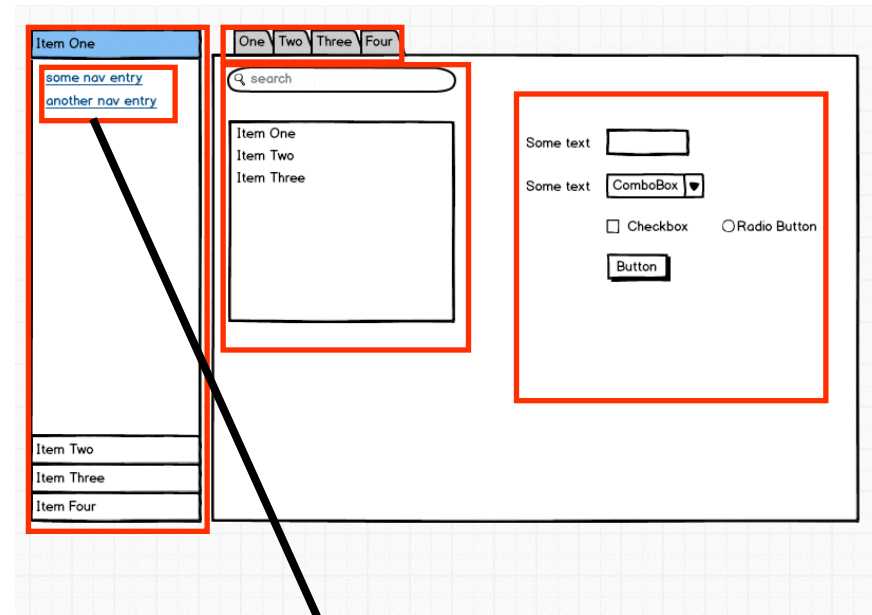 Item One
some nav entry
another nav entry
Item Two
Item Three
Item Four
One Two Three Four
search
Item One
Item Two
Item Three
Some text
Some text ComboBox
Checkbox Radio Button
Button